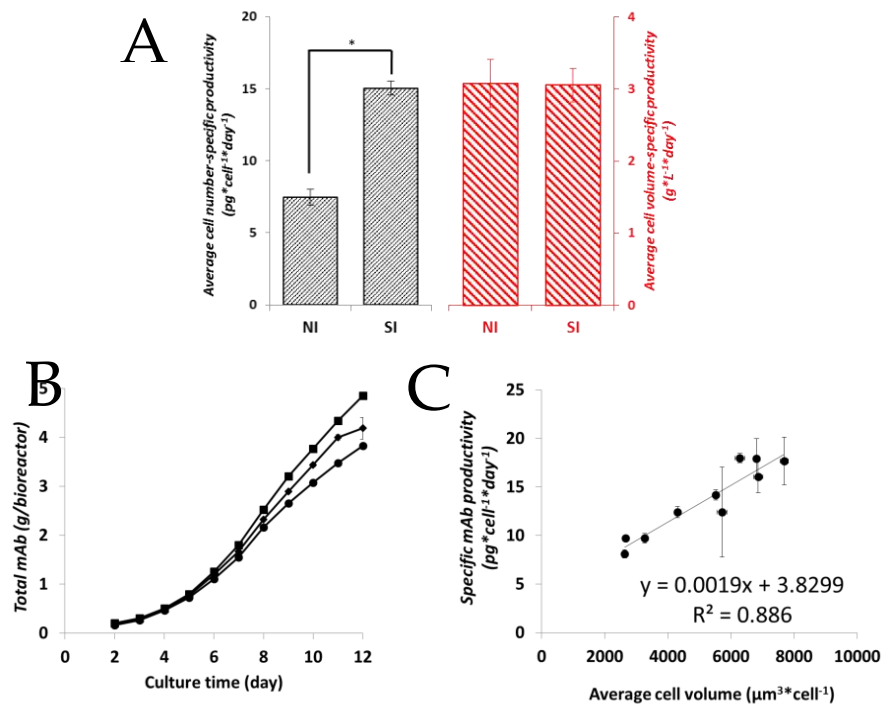 A
Average cell number-specific productivity
(pg*cell-1*day-1)
20
15
10
5
0
*
NI
SI
4
3
2
1
0
Average cell volume-specific productivity
(g*L-1*day-1)
NI
SI
B
Total mAb (g/bioreactor)
5
4
3
2
1
0
0
2
4
6
8
10
12
Culture time (day)
C
Specific mAb productivity
(pg*cell-1*day-1)
25
20
15
10
5
0
y = 0.0019x + 3.8299
R² = 0.886
0
2000
4000
6000
8000
10000
Average cell volume (μm³*cell-1)